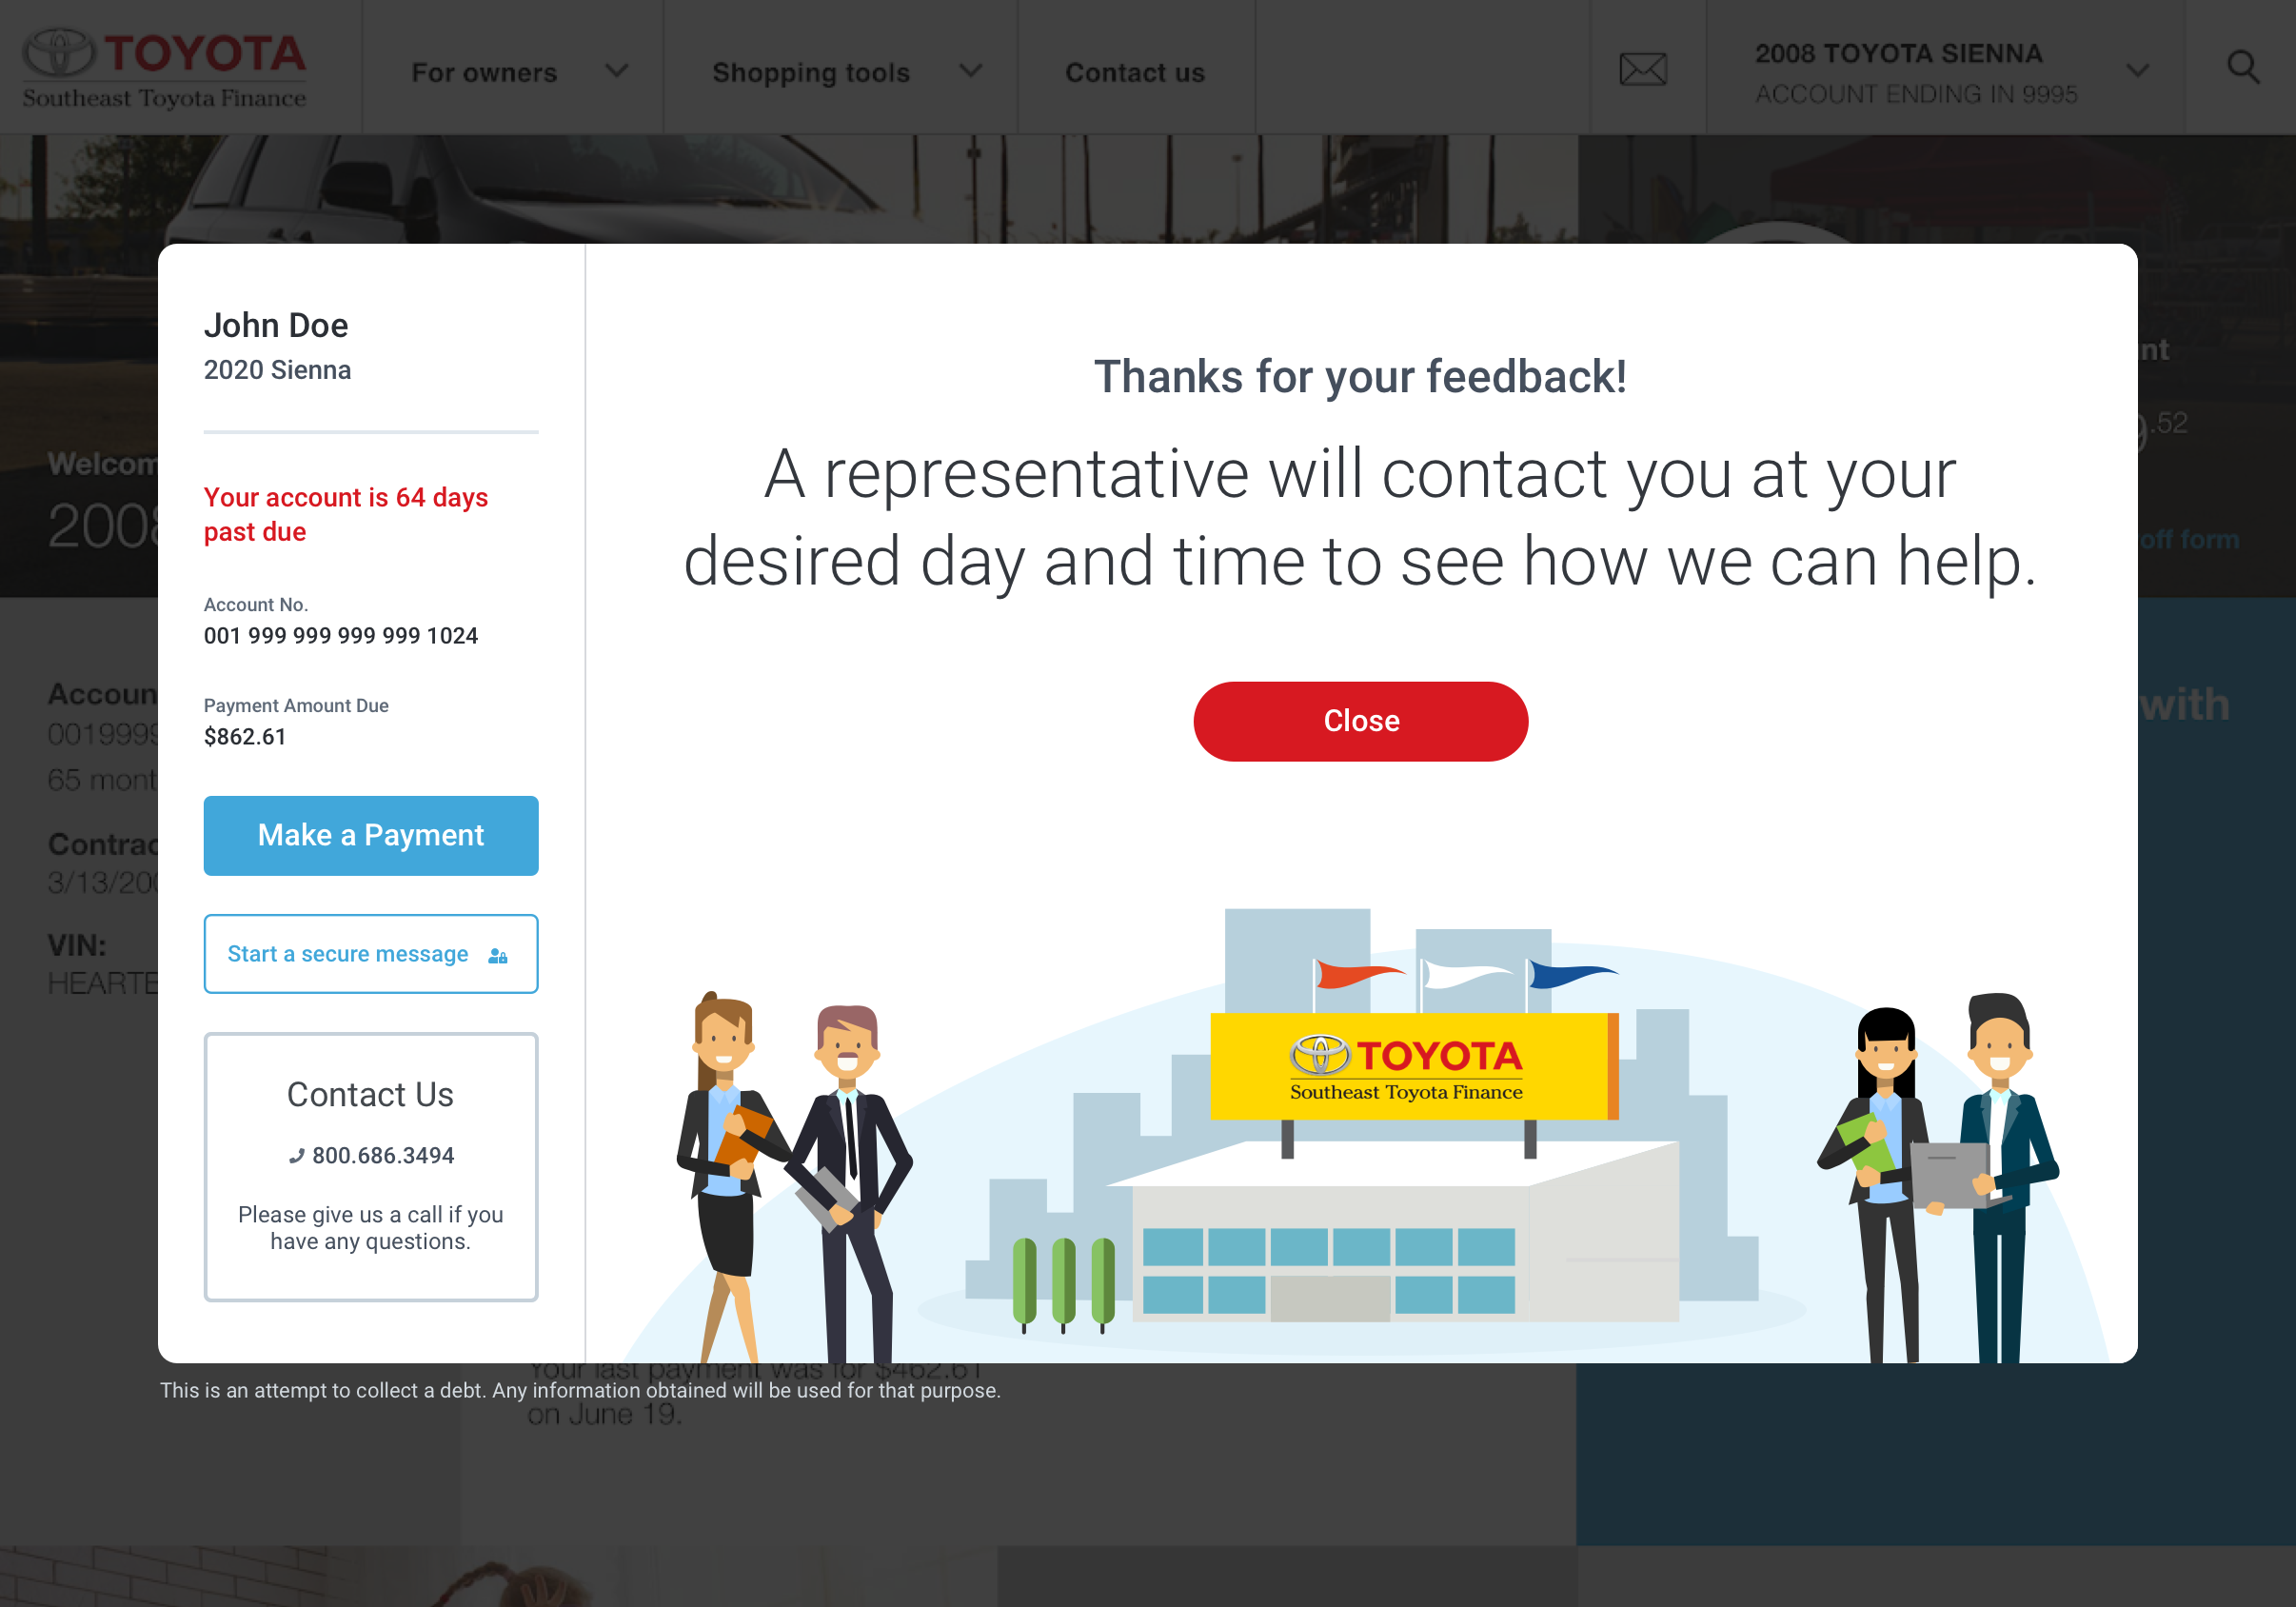 TOYOTA
Southeast Toyota Finance
For owners
Shopping tools
Contact us
2008 TOYOTA SIENNA
ACCOUNT ENDING IN 9995
John Doe
2020 Sienna
Your account is 64 days
past due
Account No.
001 999 999 999 999 1024
Payment Amount Due
$862.61
Make a Payment
Start a secure message
Contact Us
800.686.3494
Please give us a call if you
have any questions.
Thanks for your feedback!
A representative will contact you at your
desired day and time to see how we can help.
Close
TOYOTA
Southeast Toyota Finance
Welcom
2008
Accoun
001999
65 mont
Contrac
3/13/200
VIN:
HEARTE
nt
.52
off form
with
Your last payment was for $462.61
This is an attempt to collect a debt. Any information obtained will be used for that purpose.
on June 19.